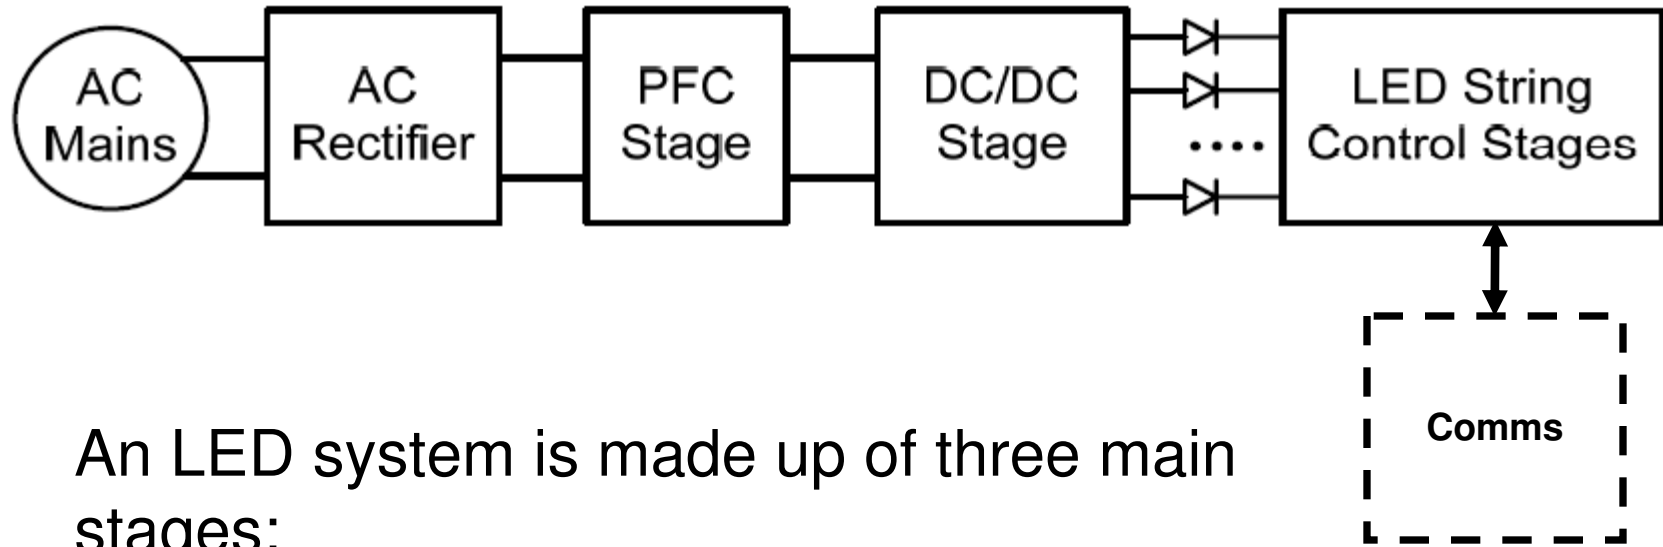 AC
Mains
AC
Rectifier
PFC
Stage
DC/DC
Stage
LED String
Control Stages
Comms
An LED system is made up of three main
stages: